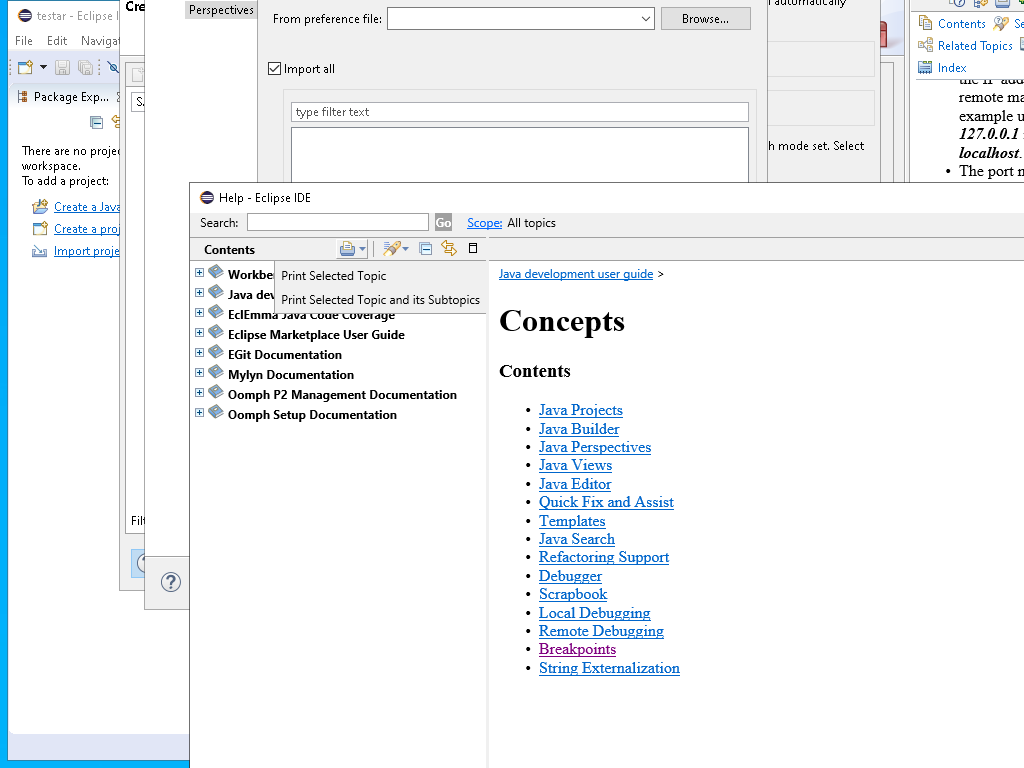 testar - Eclipse I
File Edit Navigat
Package Exp...
There are no proje
workspace.
To add a project:
Create a Java
Create a proj
Import proje
Cre
Filt
Perspectives
From preference file:
Browse...
Import all
type filter text
automatically
h mode set. Select
Contents
Se
Related Topics
Index
remote ma
example u
127.0.0.1
localhost.
• The port n
Help - Eclipse IDE
Search:
Go
Scope: All topics
Contents
Print Selected Topic
Print Selected Topic and its Subtopics
Workbe
Java dev
EclEmma Java Code Coverage
Eclipse Marketplace User Guide
EGit Documentation
Mylyn Documentation
Oomph P2 Management Documentation
Oomph Setup Documentation
Java development user guide >
Concepts
Contents
• Java Projects
• Java Builder
• Java Perspectives
• Java Views
• Java Editor
• Quick Fix and Assist
• Templates
• Java Search
• Refactoring Support
• Debugger
• Scrapbook
• Local Debugging
• Remote Debugging
• Breakpoints
• String Externalization